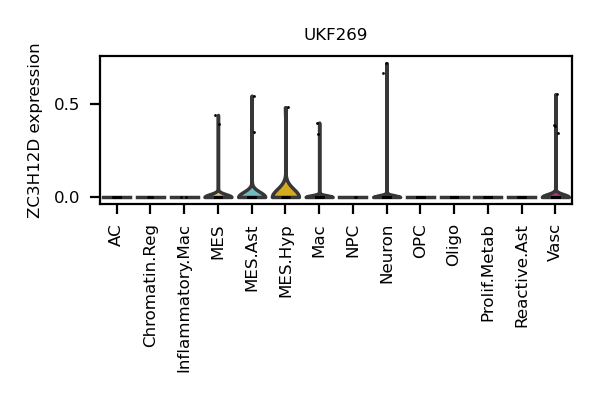 UKF269
ZC3H12D expression
0.5
0.0
AC
Chromatin.Reg
Inflammatory.Mac
MES
MES.Ast
MES.Hyp
Mac
NPC
Neuron
OPC
Oligo
Prolif.Metab
Reactive.Ast
Vasc